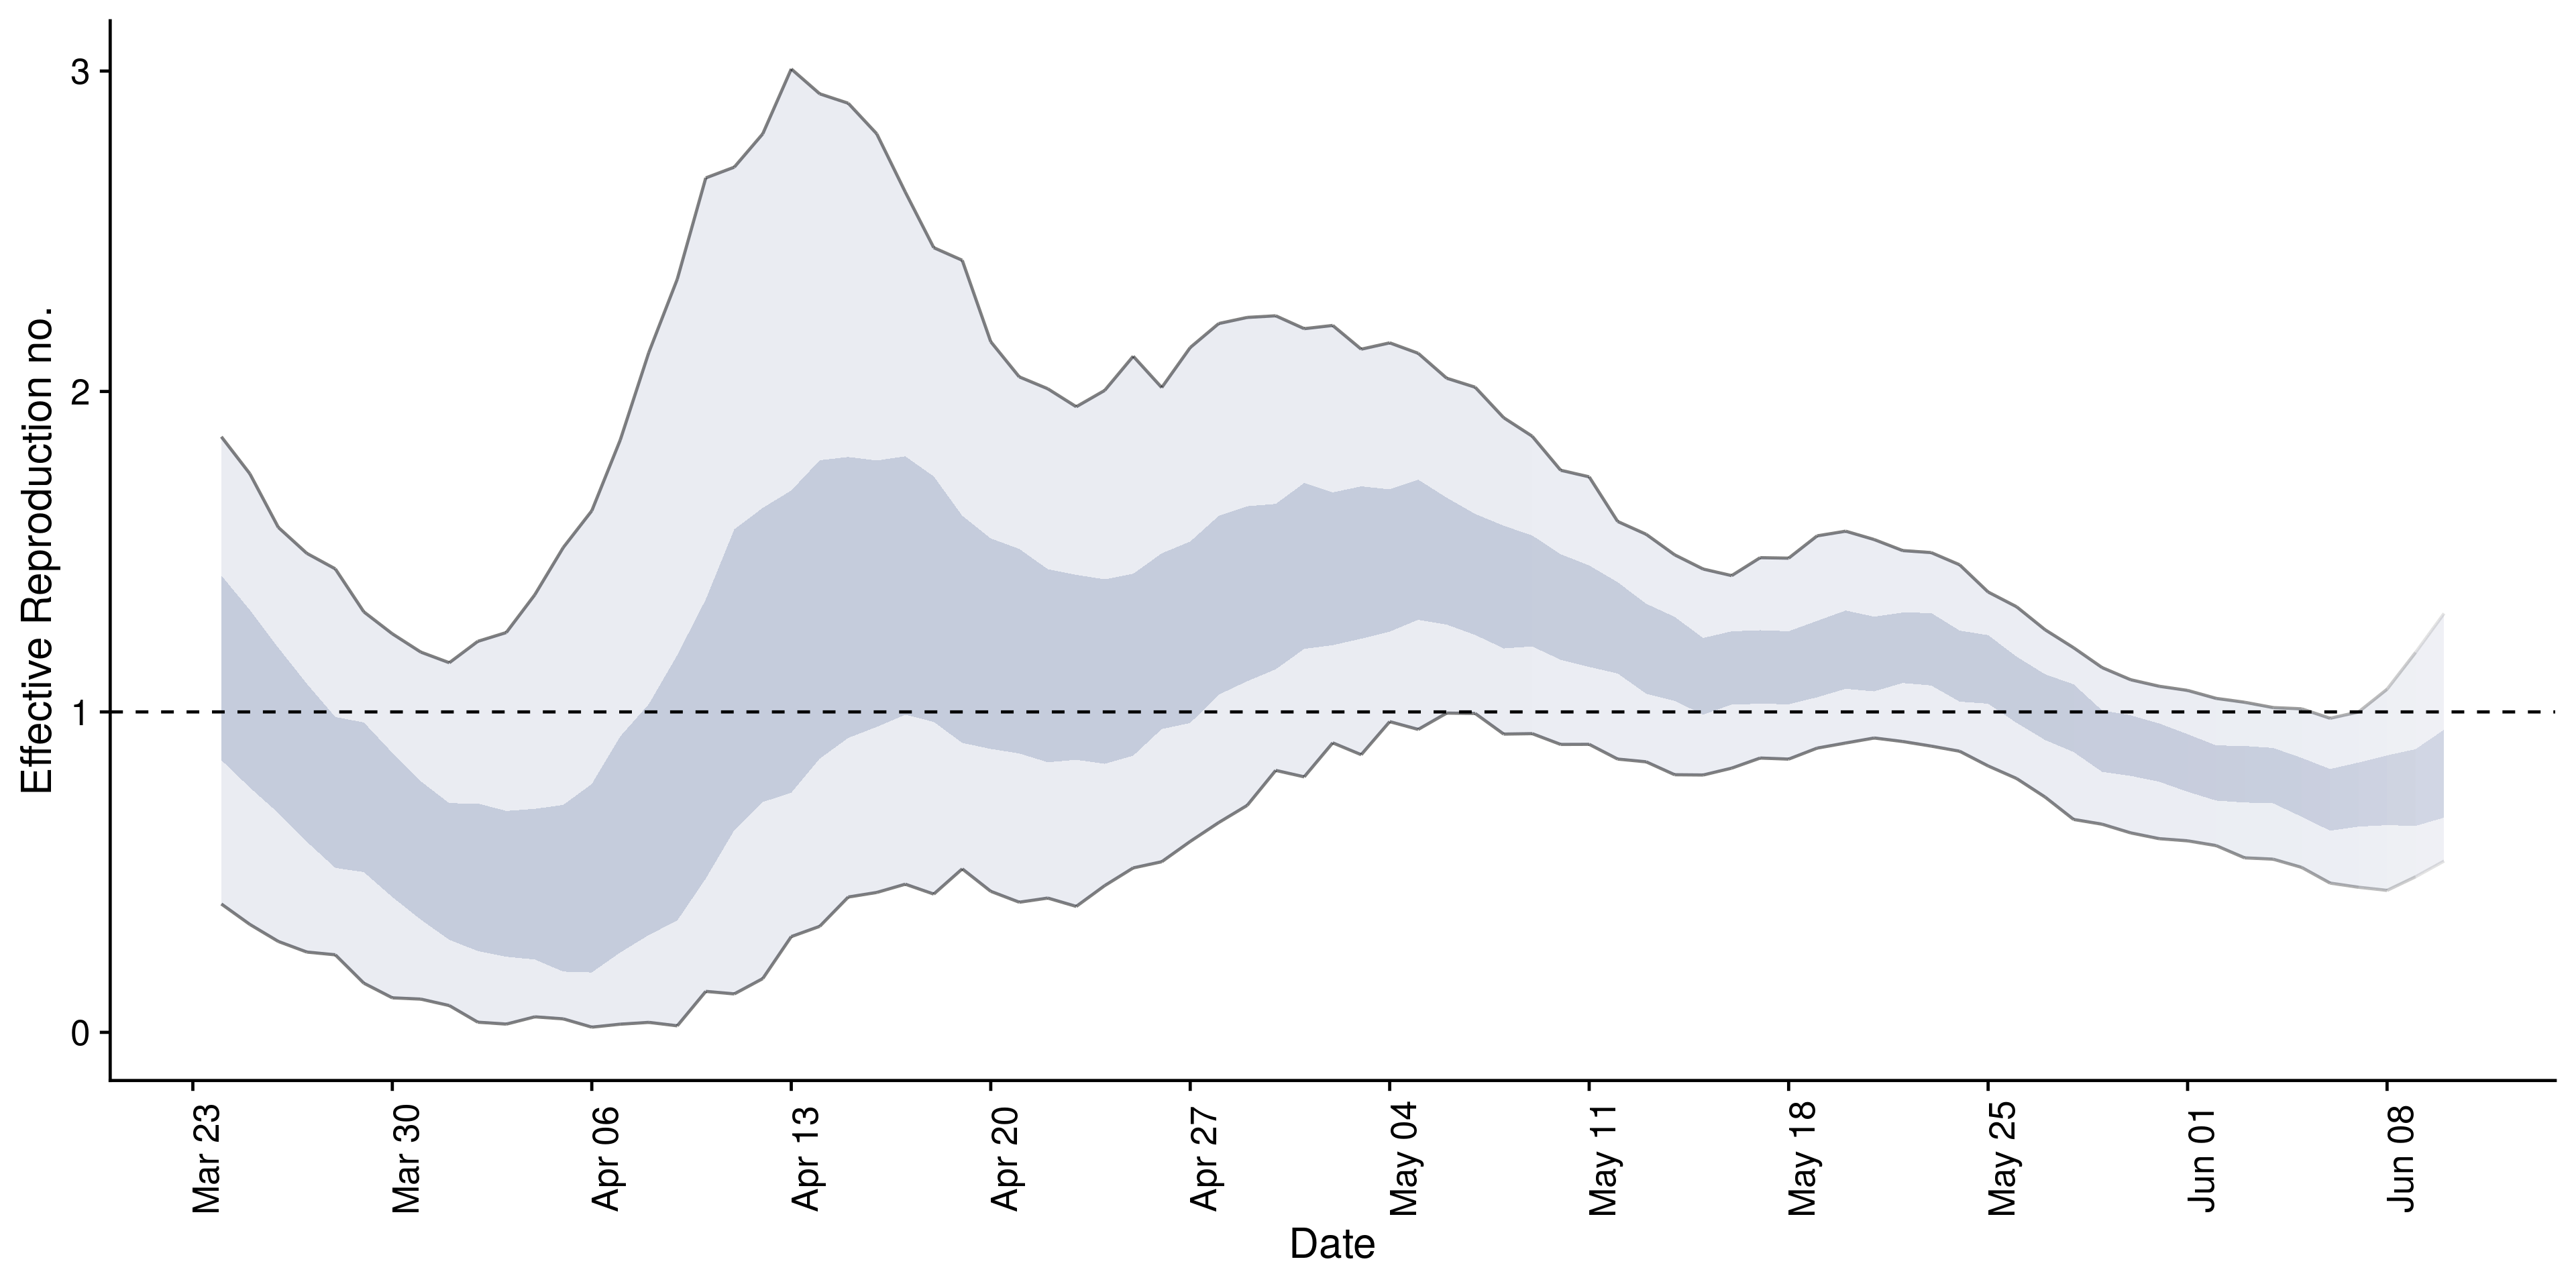 Effective Reproduction no.
3
2
1
0
Mar 23
Mar 30
Apr 06
Apr 13
Apr 20
Apr 27
May 04
May 11
May 18
May 25
Jun 01
Jun 08
Date